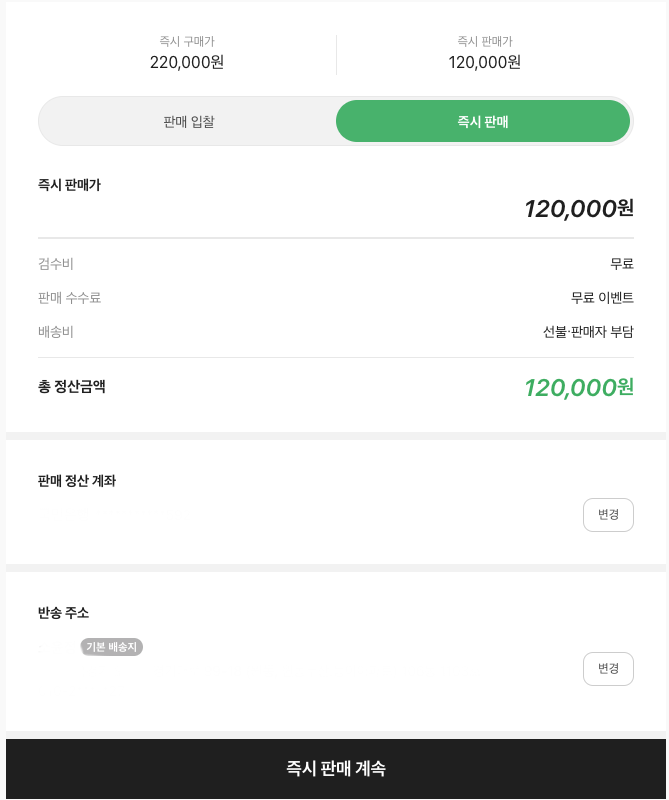 즉시 구매가 즉시 판매가
220,000원 120,000원
판매 입찰 즉시 판매
즉시 판매가
120,000원
검수비 무료
판매 수수료 무료 이벤트
배송비 선불·판매자 부담
총 정산금액 120,000원
판매 정산 계좌
변경
반송 주소
기본 배송지
변경
즉시 판매 계속